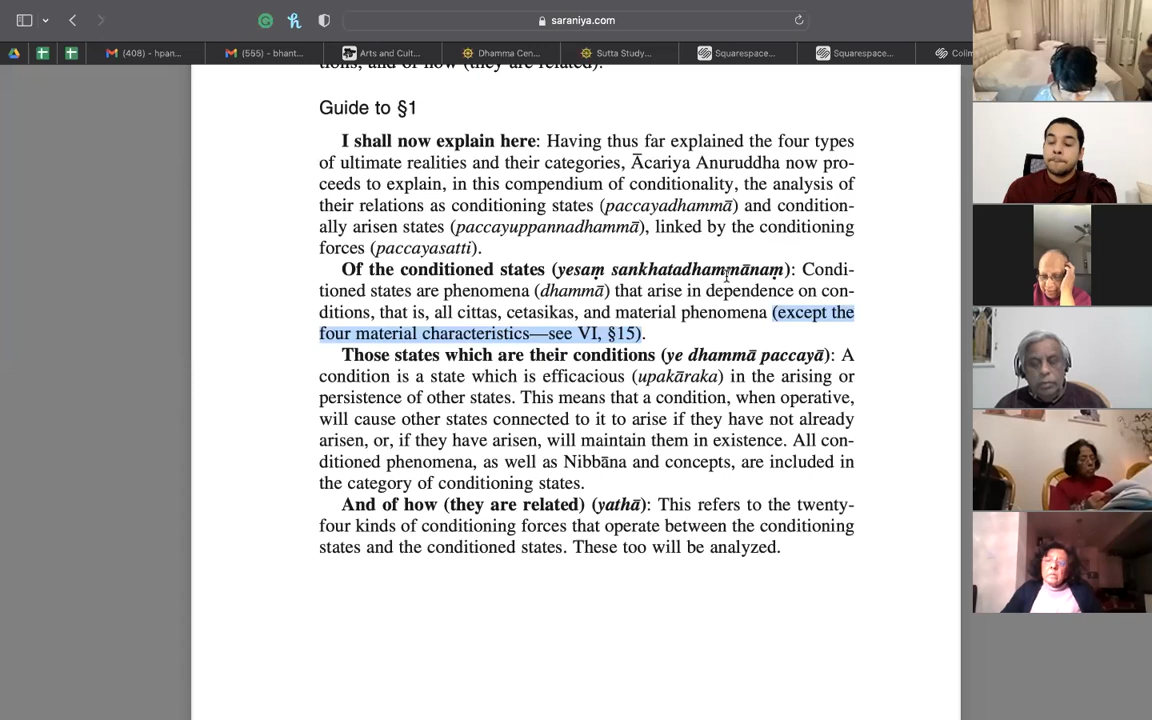 saraniya.com
(408) - hpan...
(555) - bhant...
Arts and Cult...
Dhamma Cen...
Sutta Study...
Squarespace...
Squarespace...
Colim
tions, and of how (they are related).
Guide to §1
I shall now explain here: Having thus far explained the four types
of ultimate realities and their categories, Ācariya Anuruddha now pro-
ceeds to explain, in this compendium of conditionality, the analysis of
their relations as conditioning states (paccayadhammā) and condition-
ally arisen states (paccayuppannadhammā), linked by the conditioning
forces (paccayasatti).
Of the conditioned states (yesaṃ sankhatadhammānaṃ): Condi-
tioned states are phenomena (dhammā) that arise in dependence on con-
ditions, that is, all cittas, cetasikas, and material phenomena (except the
four material characteristics—see VI, §15).
Those states which are their conditions (ye dhammā paccayā): A
condition is a state which is efficacious (upakāraka) in the arising or
persistence of other states. This means that a condition, when operative,
will cause other states connected to it to arise if they have not already
arisen, or, if they have arisen, will maintain them in existence. All con-
ditioned phenomena, as well as Nibbāna and concepts, are included in
the category of conditioning states.
And of how (they are related) (yathā): This refers to the twenty-
four kinds of conditioning forces that operate between the conditioning
states and the conditioned states. These too will be analyzed.